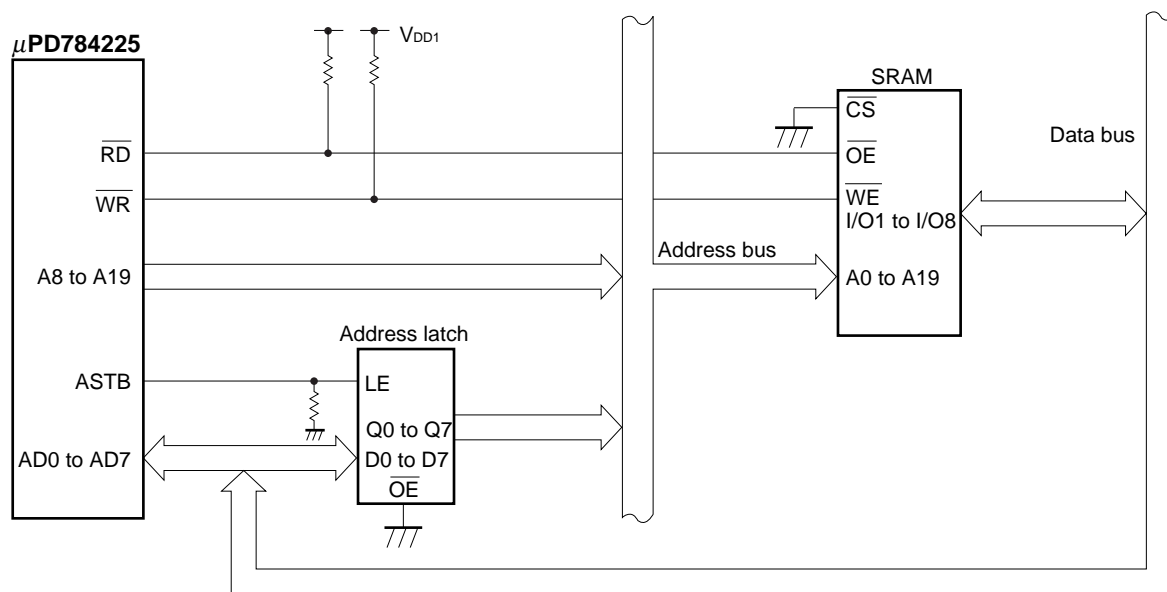 μPD784225
VDD1
RD
WR
A8 to A19
ASTB
AD0 to AD7
Address latch
LE
Q0 to Q7
D0 to D7
OE
Address bus
SRAM
CS
OE
WE
I/O1 to I/O8
A0 to A19
Data bus